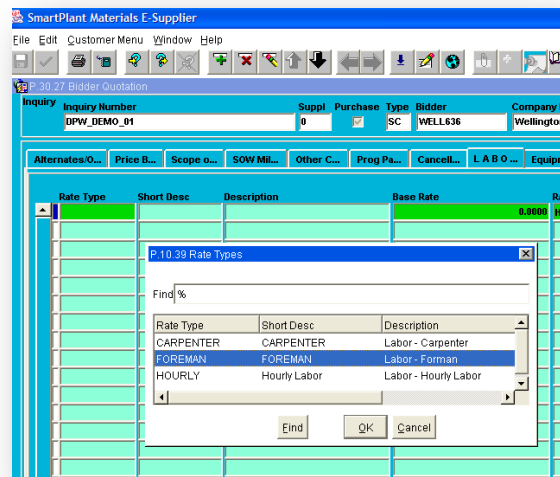 SmartPlant Materials E-Supplier
File Edit Customer Menu Window Help
P.30.27 Bidder Quotation
Inquiry Inquiry Number Suppl Purchase Type Bidder Company
DPW_DEMO_01 0 SC WELL636 Wellingto
Alternates/O... Price B... Scope o... SOW Mil... Other C... Prog Pa... Cancell... L A B O ... Equip
Rate Type Short Desc Description Base Rate R
0.0000 H
P.10.39 Rate Types
Find %
Rate Type Short Desc Description
CARPENTER CARPENTER Labor - Carpenter
FOREMAN FOREMAN Labor - Forman
HOURLY Hourly Labor Labor - Hourly Labor
Find OK Cancel